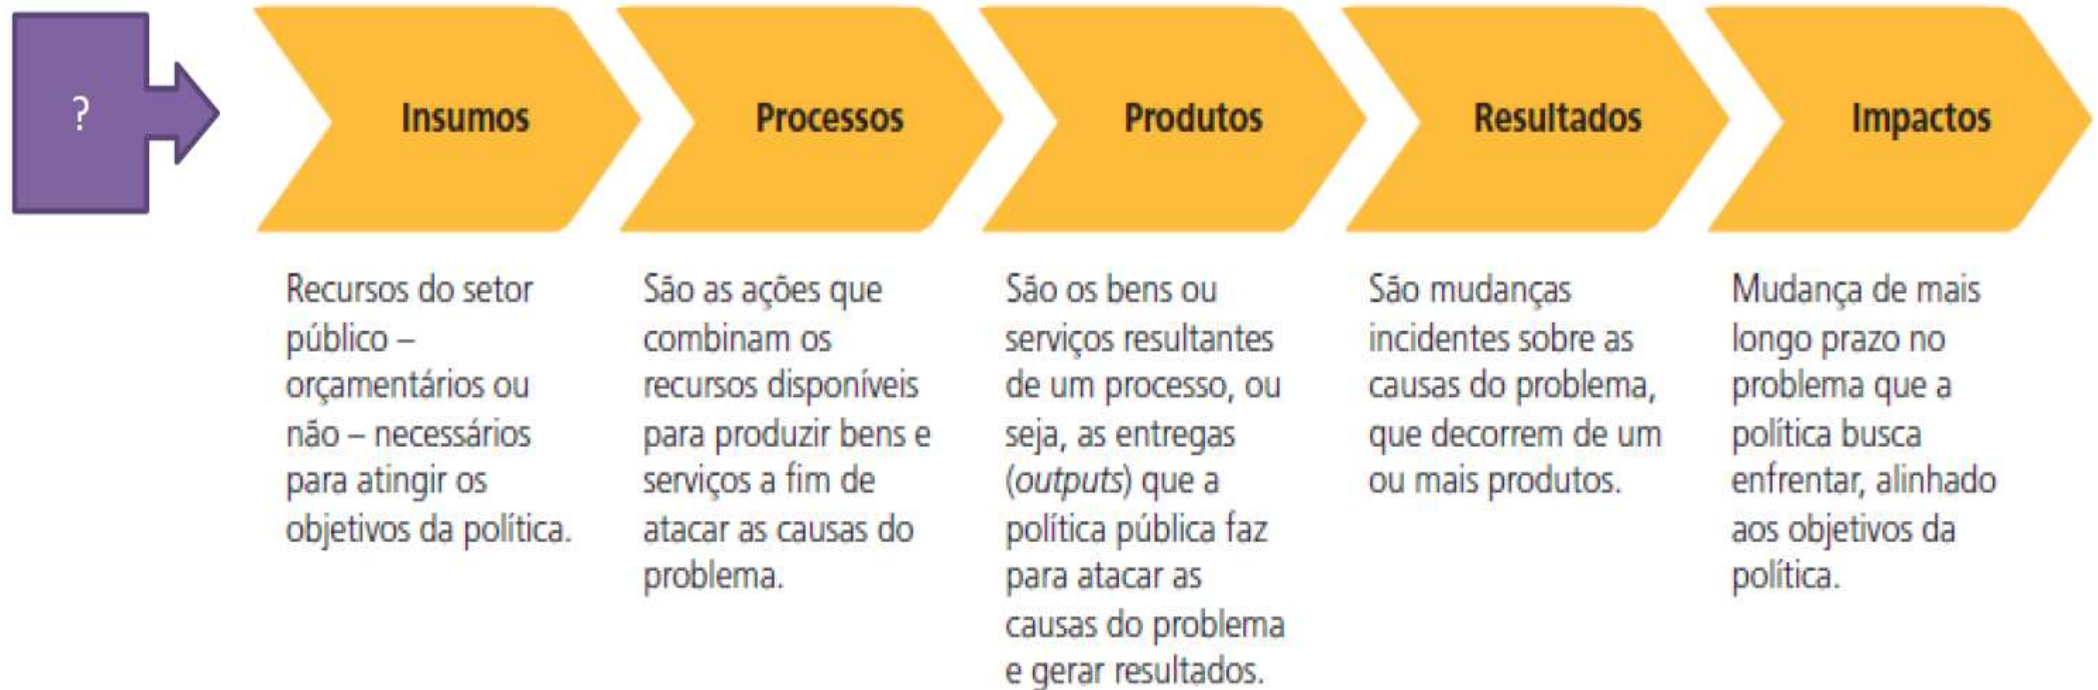 ?
Insumos
Processos
Produtos
Resultados
Impactos
Recursos do setor
público –
orçamentários ou
não – necessários
para atingir os
objetivos da política.
São as ações que
combinam os
recursos disponíveis
para produzir bens e
serviços a fim de
atacar as causas do
problema.
São os bens ou
serviços resultantes
de um processo, ou
seja, as entregas
(outputs) que a
política pública faz
para atacar as
causas do problema
e gerar resultados.
São mudanças
incidentes sobre as
causas do problema,
que decorrem de um
ou mais produtos.
Mudança de mais
longo prazo no
problema que a
política busca
enfrentar, alinhado
aos objetivos da
política.